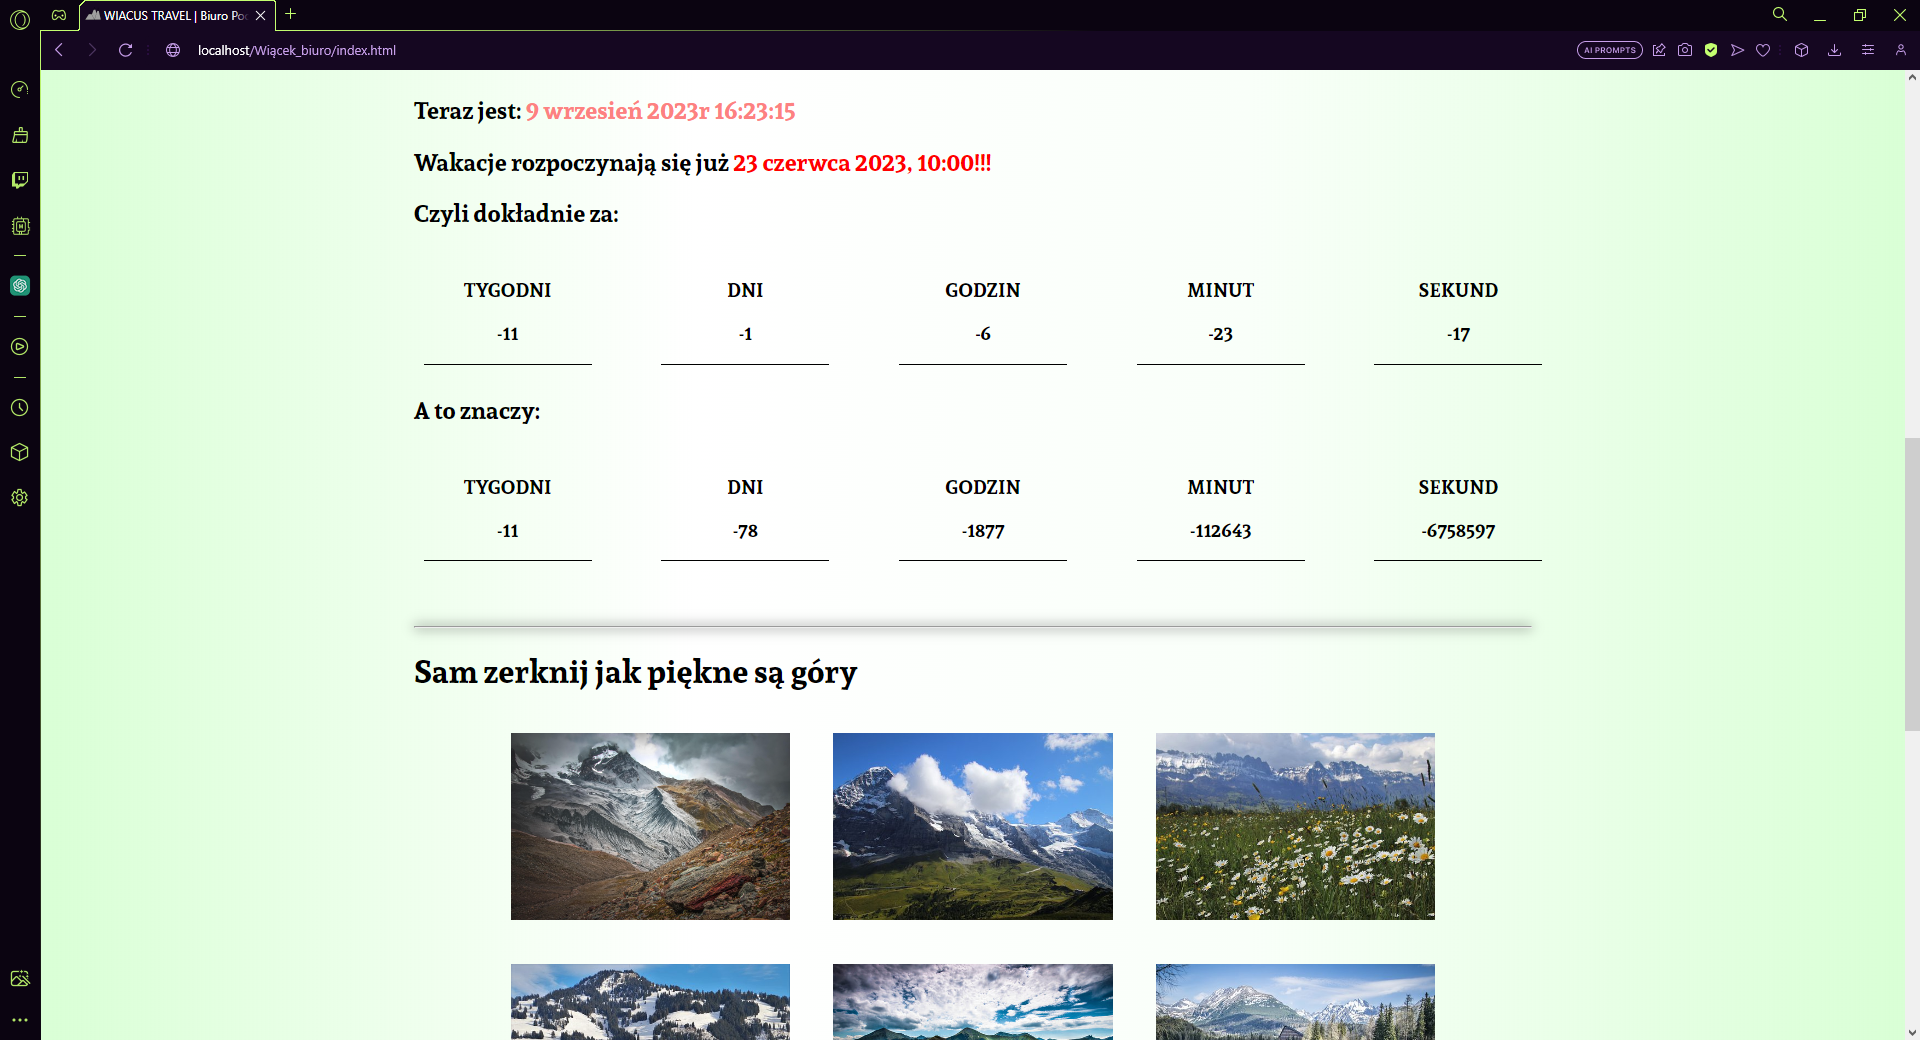 WIACUS TRAVEL | Biuro Poc
localhost/Wiącek_biuro/index.html
AI PROMPTS
Teraz jest: 9 wrzesień 2023r 16:23:15
Wakacje rozpoczynają się już 23 czerwca 2023, 10:00!!!
Czyli dokładnie za:
TYGODNI DNI GODZIN MINUT SEKUND
-11 -1 -6 -23 -17
A to znaczy:
TYGODNI DNI GODZIN MINUT SEKUND
-11 -78 -1877 -112643 -6758597
Sam zerknij jak piękne są góry